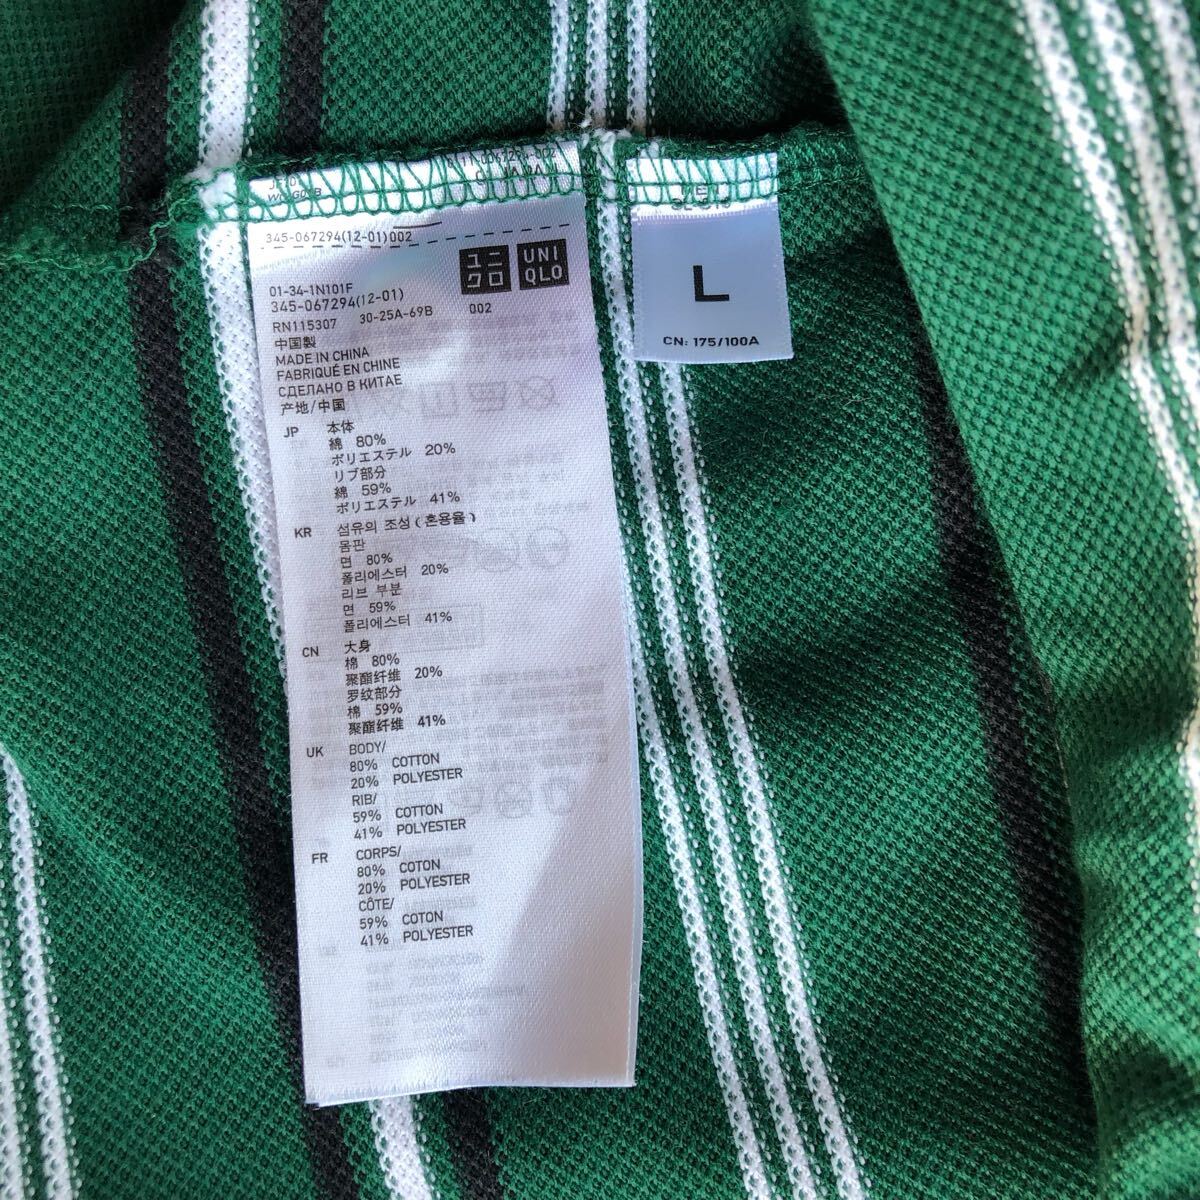 345-067294(12-01)002
ユニ
クロ
UNI
QLO
01-34-1N101F
345-067294(12-01)
RN115307 30-25A-69B 002
中国製
MADE IN CHINA
FABRIQUÉ EN CHINE
СДЕЛАНО В КИТАЕ
产地/中国
JP 本体
綿 80%
ポリエステル 20%
リブ部分
綿 59%
ポリエステル 41%
KR 섬유의 조성(혼용율)
몸판
면 80%
폴리에스터 20%
리브 부분
면 59%
폴리에스터 41%
CN 大身
棉 80%
聚酯纤维 20%
罗纹部分
棉 59%
聚酯纤维 41%
UK BODY/
80% COTTON
20% POLYESTER
RIB/
59% COTTON
41% POLYESTER
FR CORPS/
80% COTON
20% POLYESTER
CÔTE/
59% COTON
41% POLYESTER
L
CN: 175/100A